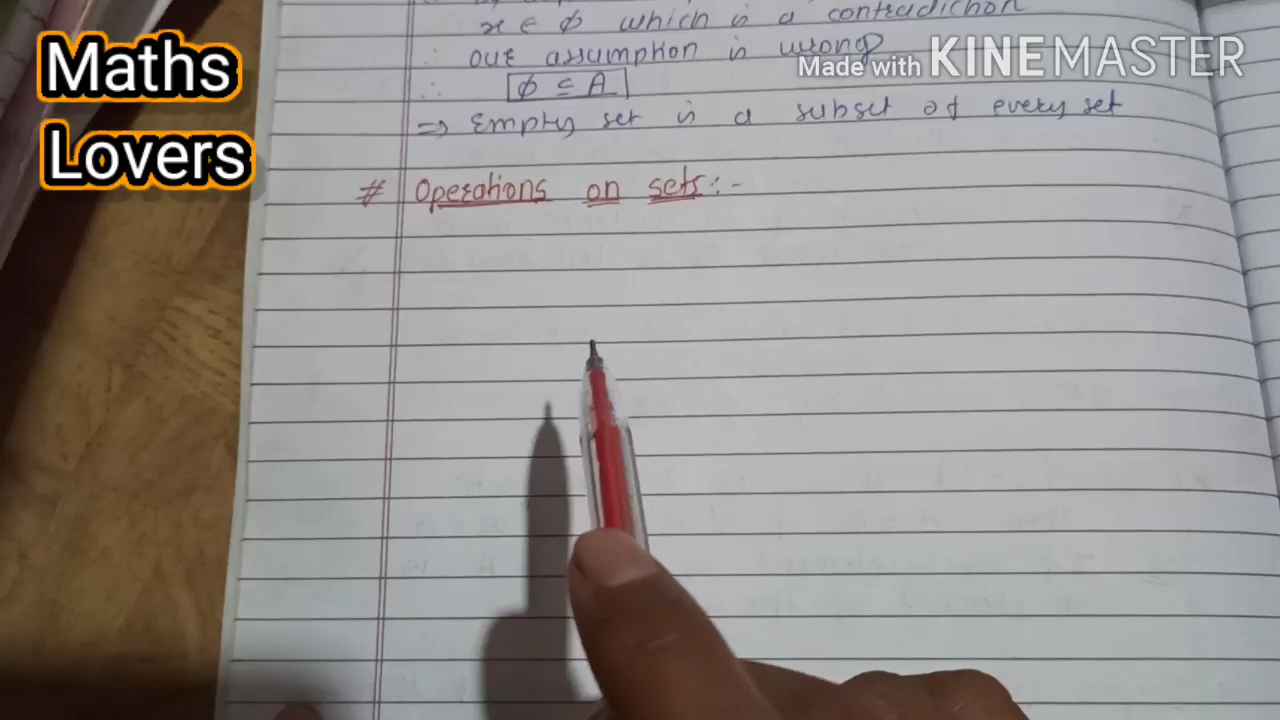 x ∈ ϕ which is a contradiction
∴ our assumption is wrong
∴ ϕ ⊆ A
⇒ Empty set is a subset of every set
# Operations on sets:-
Maths
Lovers
Made with KINEMASTER